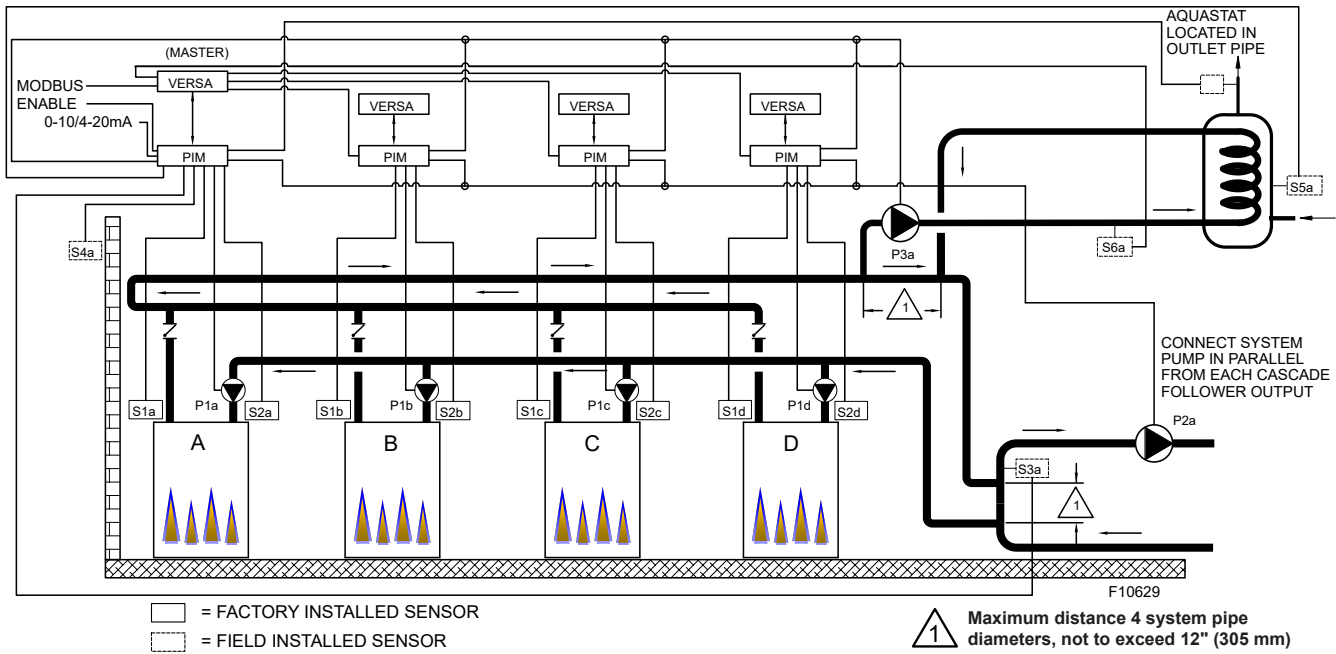 AQUASTAT
LOCATED IN
OUTLET PIPE
(MASTER)
MODBUS
ENABLE
0-10/4-20mA
VERSA
VERSA
VERSA
VERSA
PIM
PIM
PIM
PIM
S5a
S4a
S6a
P3a
1
CONNECT SYSTEM
PUMP IN PARALLEL
FROM EACH CASCADE
FOLLOWER OUTPUT
P2a
S1a
P1a
S2a
S1b
P1b
S2b
S1c
P1c
S2c
S1d
P1d
S2d
A
B
C
D
S3a
1
F10629
= FACTORY INSTALLED SENSOR
= FIELD INSTALLED SENSOR
1
Maximum distance 4 system pipe
diameters, not to exceed 12" (305 mm)